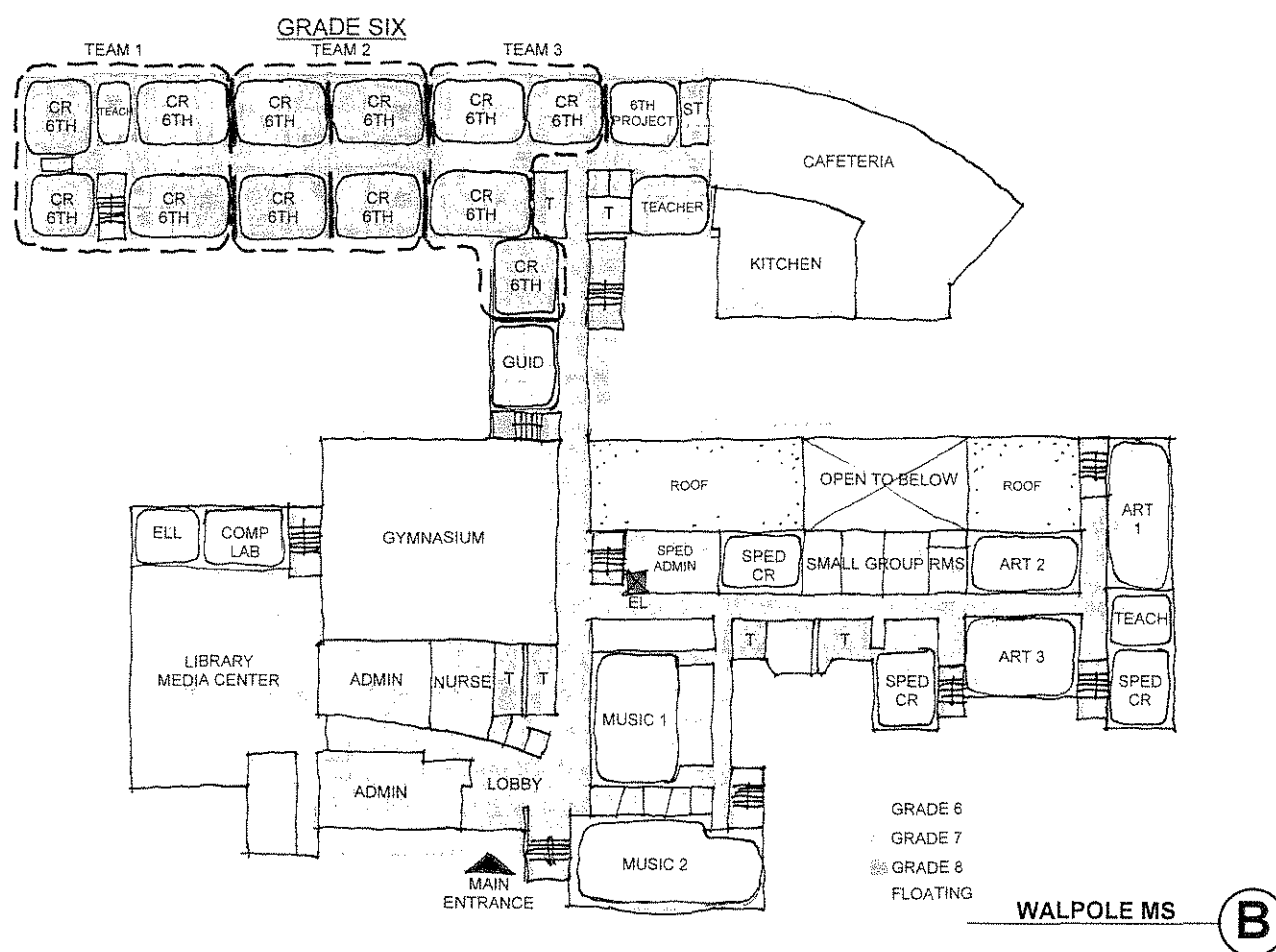 GRADE SIX
TEAM 1
TEAM 2
TEAM 3
CR
6TH
TEACH
CR
6TH
CR
6TH
CR
6TH
CR
6TH
CR
6TH
6TH
PROJECT
ST
CAFETERIA
CR
6TH
CR
6TH
CR
6TH
CR
6TH
CR
6TH
T
T
TEACHER
KITCHEN
CR
6TH
GUID
ROOF
OPEN TO BELOW
ROOF
ART
1
ELL
COMP
LAB
GYMNASIUM
SPED
ADMIN
SPED
CR
SMALL GROUP RMS
ART 2
EL
TEACH
LIBRARY
MEDIA CENTER
ADMIN
NURSE
T
T
T
T
ART 3
SPED
CR
SPED
CR
MUSIC 1
ADMIN
LOBBY
MUSIC 2
MAIN
ENTRANCE
GRADE 6
GRADE 7
GRADE 8
FLOATING
WALPOLE MS
B